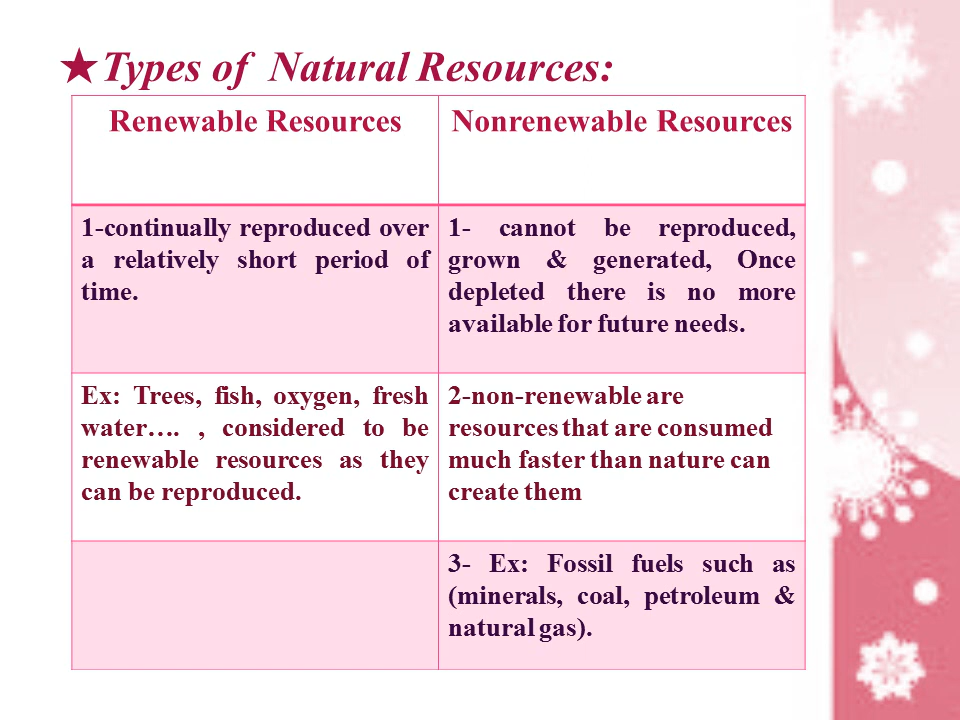 ★Types of Natural Resources:
Renewable Resources
Nonrenewable Resources
1-continually reproduced over
a relatively short period of
time.
1- cannot be reproduced,
grown & generated, Once
depleted there is no more
available for future needs.
Ex: Trees, fish, oxygen, fresh
water…. , considered to be
renewable resources as they
can be reproduced.
2-non-renewable are
resources that are consumed
much faster than nature can
create them
3- Ex: Fossil fuels such as
(minerals, coal, petroleum &
natural gas).